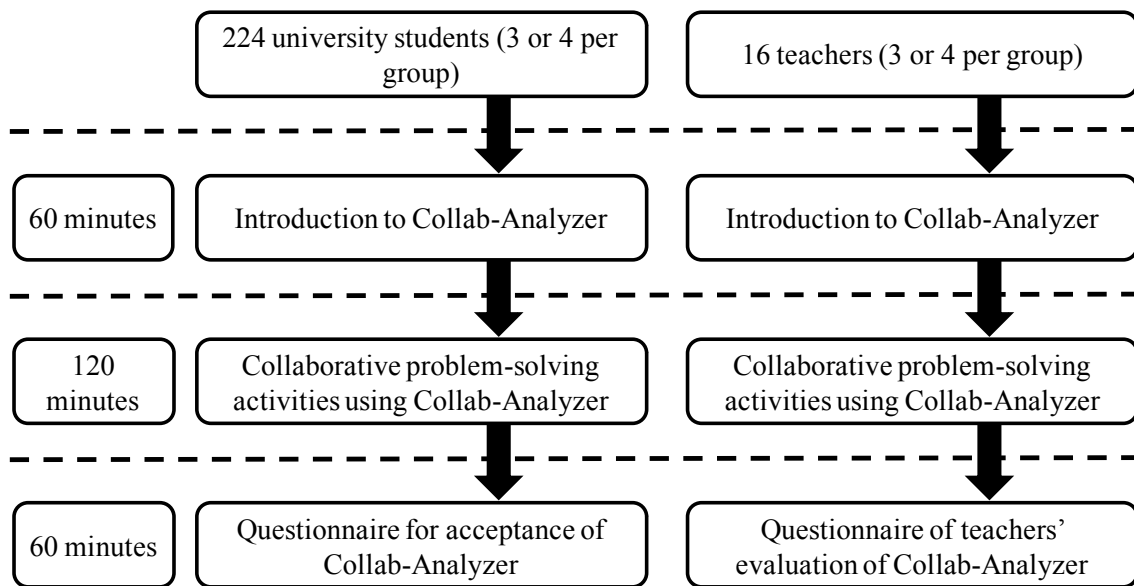 224 university students (3 or 4 per
group)
16 teachers (3 or 4 per group)
60 minutes
Introduction to Collab-Analyzer
Introduction to Collab-Analyzer
120
minutes
Collaborative problem-solving
activities using Collab-Analyzer
Collaborative problem-solving
activities using Collab-Analyzer
60 minutes
Questionnaire for acceptance of
Collab-Analyzer
Questionnaire of teachers’
evaluation of Collab-Analyzer